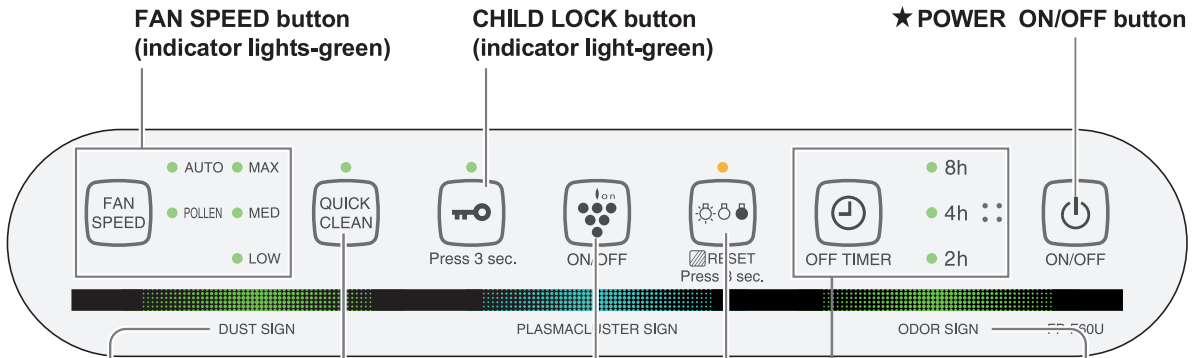 FAN SPEED button
(indicator lights-green)
CHILD LOCK button
(indicator light-green)
★POWER ON/OFF button
FAN
SPEED
AUTO
MAX
POLLEN
MED
LOW
QUICK
CLEAN
Press 3 sec.
on
ON/OFF
RESET
Press 3 sec.
OFF TIMER
8h
4h
2h
ON/OFF
DUST SIGN
PLASMACLUSTER SIGN
ODOR SIGN
FP-F60U